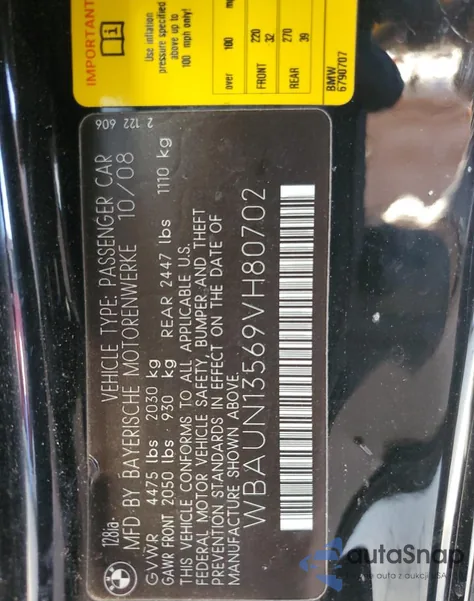 IMPORTANT
Use inflation
pressure specified
above up to
100 mph only!
over 100 mp
220
FRONT 32
270
REAR 39
BMW
6790707
2 122 606
BMW
128ia-
VEHICLE TYPE: PASSENGER CAR
MFD BY BAYERISCHE MOTORENWERKE 10/08
GVWR 4475 lbs 2030 kg
GAWR FRONT 2050 lbs 930 kg REAR 2447 lbs 1110 kg
THIS VEHICLE CONFORMS TO ALL APPLICABLE U.S.
FEDERAL MOTOR VEHICLE SAFETY, BUMPER AND THEFT
PREVENTION STANDARDS IN EFFECT ON THE DATE OF
MANUFACTURE SHOWN ABOVE.
WBAUN13569VH80702
autoSnap